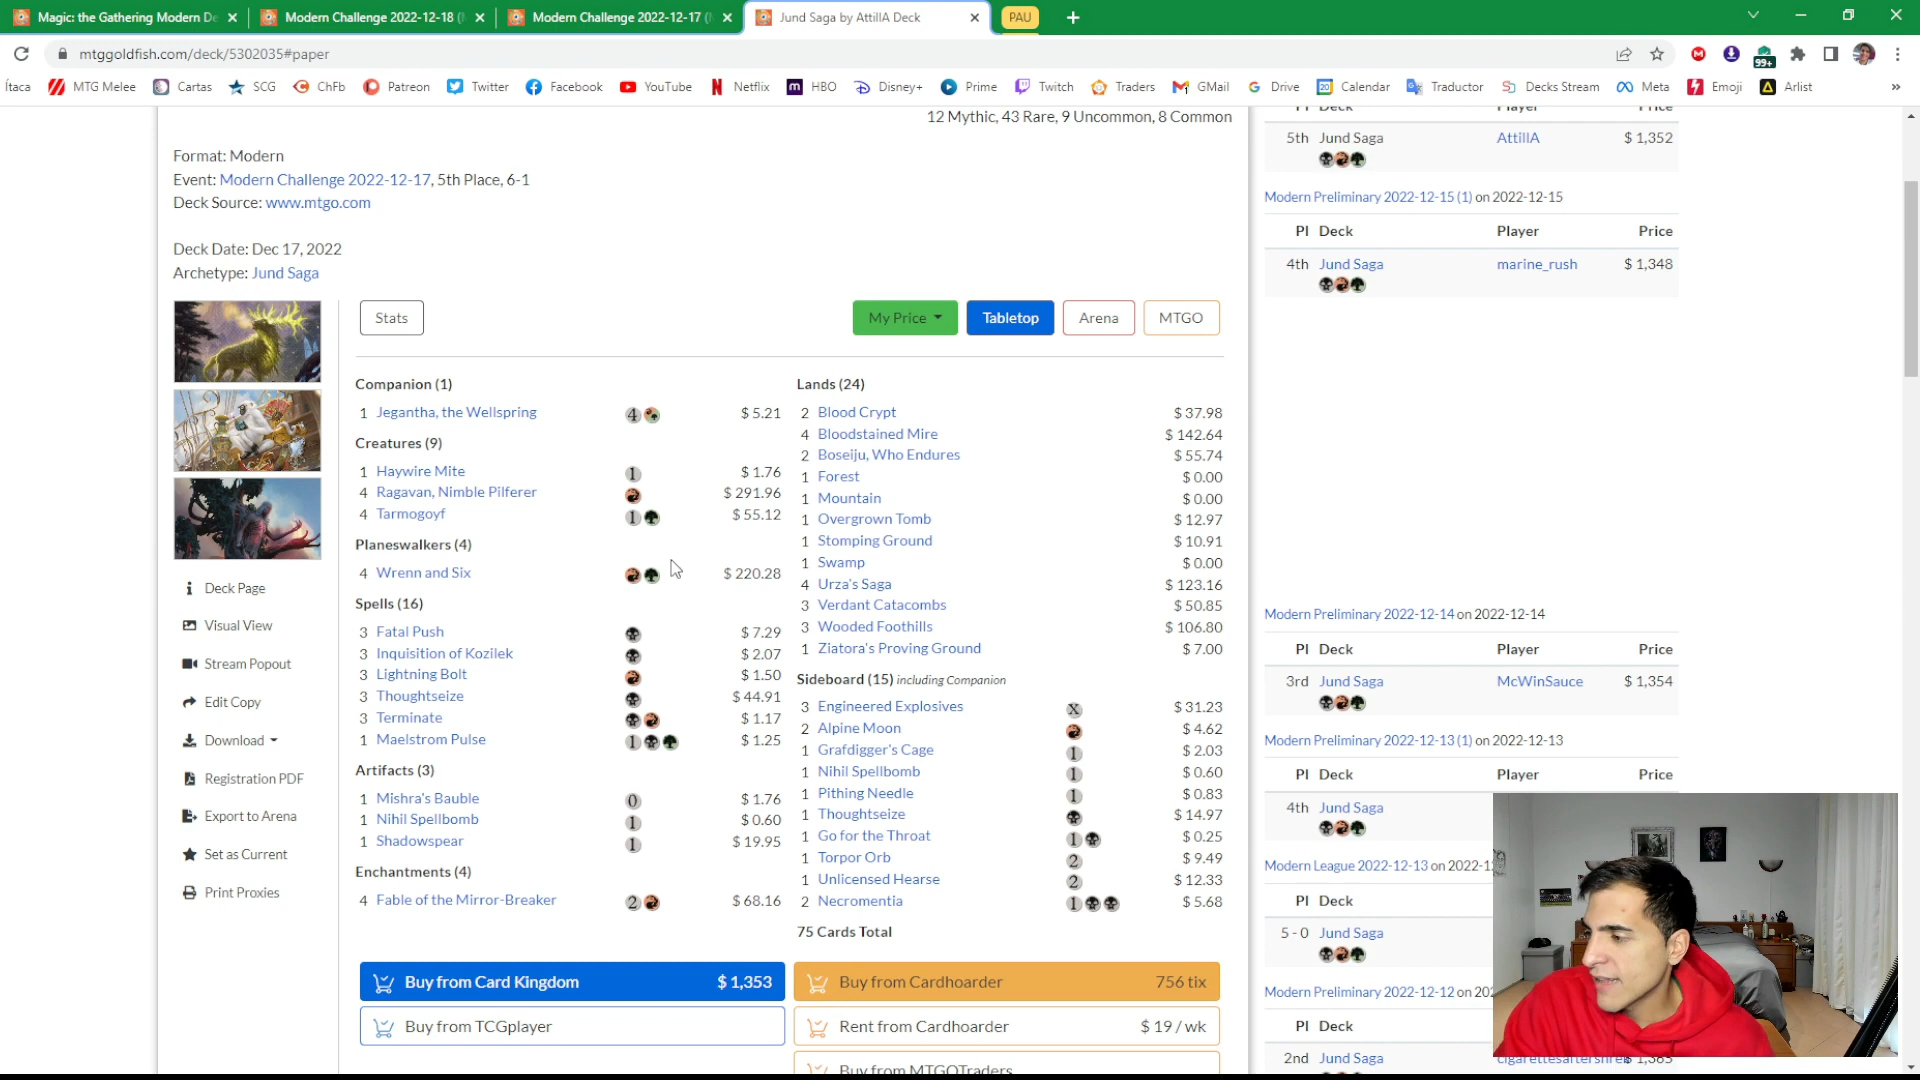 Magic: the Gathering Modern De
Modern Challenge 2022-12-18 (
Modern Challenge 2022-12-17 (
Jund Saga by AttillA Deck
PAU
mtggoldfish.com/deck/5302035#paper
99+
Ítaca MTG Melee Cartas SCG ChFb Patreon Twitter Facebook YouTube Netflix HBO Disney+ Prime Twitch Traders GMail Drive Calendar Traductor Decks Stream Meta Emoji Arlist »
12 Mythic, 43 Rare, 9 Uncommon, 8 Common
Format: Modern
Event: Modern Challenge 2022-12-17, 5th Place, 6-1
Deck Source: www.mtgo.com
Deck Date: Dec 17, 2022
Archetype: Jund Saga
Deck Page
Visual View
Stream Popout
Edit Copy
Download
Registration PDF
Export to Arena
Set as Current
Print Proxies
Stats
My Price
Tabletop
Arena
MTGO
Companion (1)
1 Jegantha, the Wellspring 4 $ 5.21
Creatures (9)
1 Haywire Mite 1 $ 1.76
4 Ragavan, Nimble Pilferer $ 291.96
4 Tarmogoyf 1 $ 55.12
Planeswalkers (4)
4 Wrenn and Six $ 220.28
Spells (16)
3 Fatal Push $ 7.29
3 Inquisition of Kozilek $ 2.07
3 Lightning Bolt $ 1.50
3 Thoughtseize $ 44.91
3 Terminate $ 1.17
1 Maelstrom Pulse 1 $ 1.25
Artifacts (3)
1 Mishra's Bauble 0 $ 1.76
1 Nihil Spellbomb 1 $ 0.60
1 Shadowspear 1 $ 19.95
Enchantments (4)
4 Fable of the Mirror-Breaker 2 $ 68.16
Lands (24)
2 Blood Crypt $ 37.98
4 Bloodstained Mire $ 142.64
2 Boseiju, Who Endures $ 55.74
1 Forest $ 0.00
1 Mountain $ 0.00
1 Overgrown Tomb $ 12.97
1 Stomping Ground $ 10.91
1 Swamp $ 0.00
4 Urza's Saga $ 123.16
3 Verdant Catacombs $ 50.85
3 Wooded Foothills $ 106.80
1 Ziatora's Proving Ground $ 7.00
Sideboard (15) including Companion
3 Engineered Explosives X $ 31.23
2 Alpine Moon $ 4.62
1 Grafdigger's Cage 1 $ 2.03
1 Nihil Spellbomb 1 $ 0.60
1 Pithing Needle 1 $ 0.83
1 Thoughtseize $ 14.97
1 Go for the Throat 1 $ 0.25
1 Torpor Orb 2 $ 9.49
1 Unlicensed Hearse 2 $ 12.33
2 Necromentia 1 $ 5.68
75 Cards Total
Buy from Card Kingdom $ 1,353
Buy from Cardhoarder 756 tix
Buy from TCGplayer
Rent from Cardhoarder $ 19 / wk
Buy from MTGOTraders
Pl Deck Player Price
5th Jund Saga AttillA $ 1,352
Modern Preliminary 2022-12-15 (1) on 2022-12-15
Pl Deck Player Price
4th Jund Saga marine_rush $ 1,348
Modern Preliminary 2022-12-14 on 2022-12-14
Pl Deck Player Price
3rd Jund Saga McWinSauce $ 1,354
Modern Preliminary 2022-12-13 (1) on 2022-12-13
Pl Deck Player Price
4th Jund Saga
Modern League 2022-12-13 on 2022-1
Pl Deck
5 - 0 Jund Saga
Modern Preliminary 2022-12-12 on 202
Pl Deck
2nd Jund Saga cigarettesaftershres $ 1,365